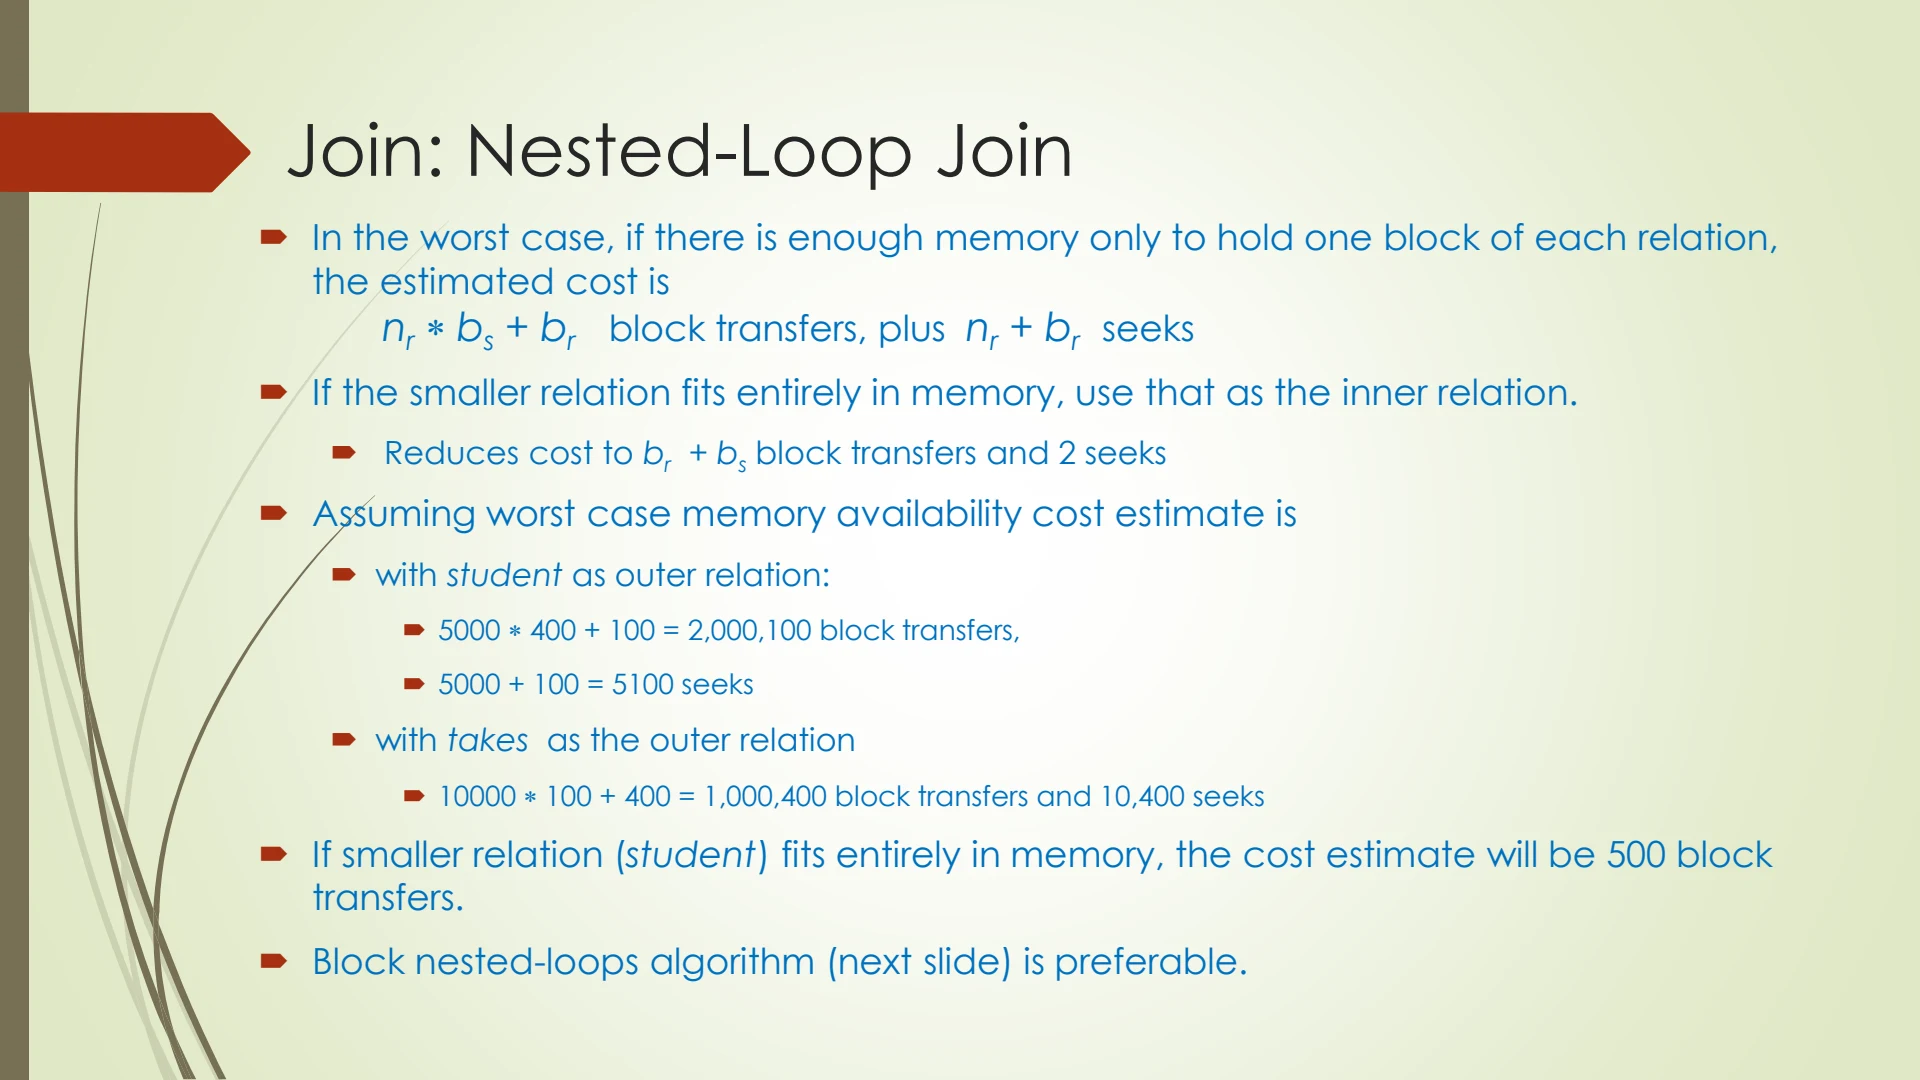 Join: Nested-Loop Join
In the worst case, if there is enough memory only to hold one block of each relation,
the estimated cost is
nr ∗ bs + br block transfers, plus nr + br seeks
If the smaller relation fits entirely in memory, use that as the inner relation.
Reduces cost to br + bs block transfers and 2 seeks
Assuming worst case memory availability cost estimate is
with student as outer relation:
5000 ∗ 400 + 100 = 2,000,100 block transfers,
5000 + 100 = 5100 seeks
with takes as the outer relation
10000 ∗ 100 + 400 = 1,000,400 block transfers and 10,400 seeks
If smaller relation (student) fits entirely in memory, the cost estimate will be 500 block
transfers.
Block nested-loops algorithm (next slide) is preferable.